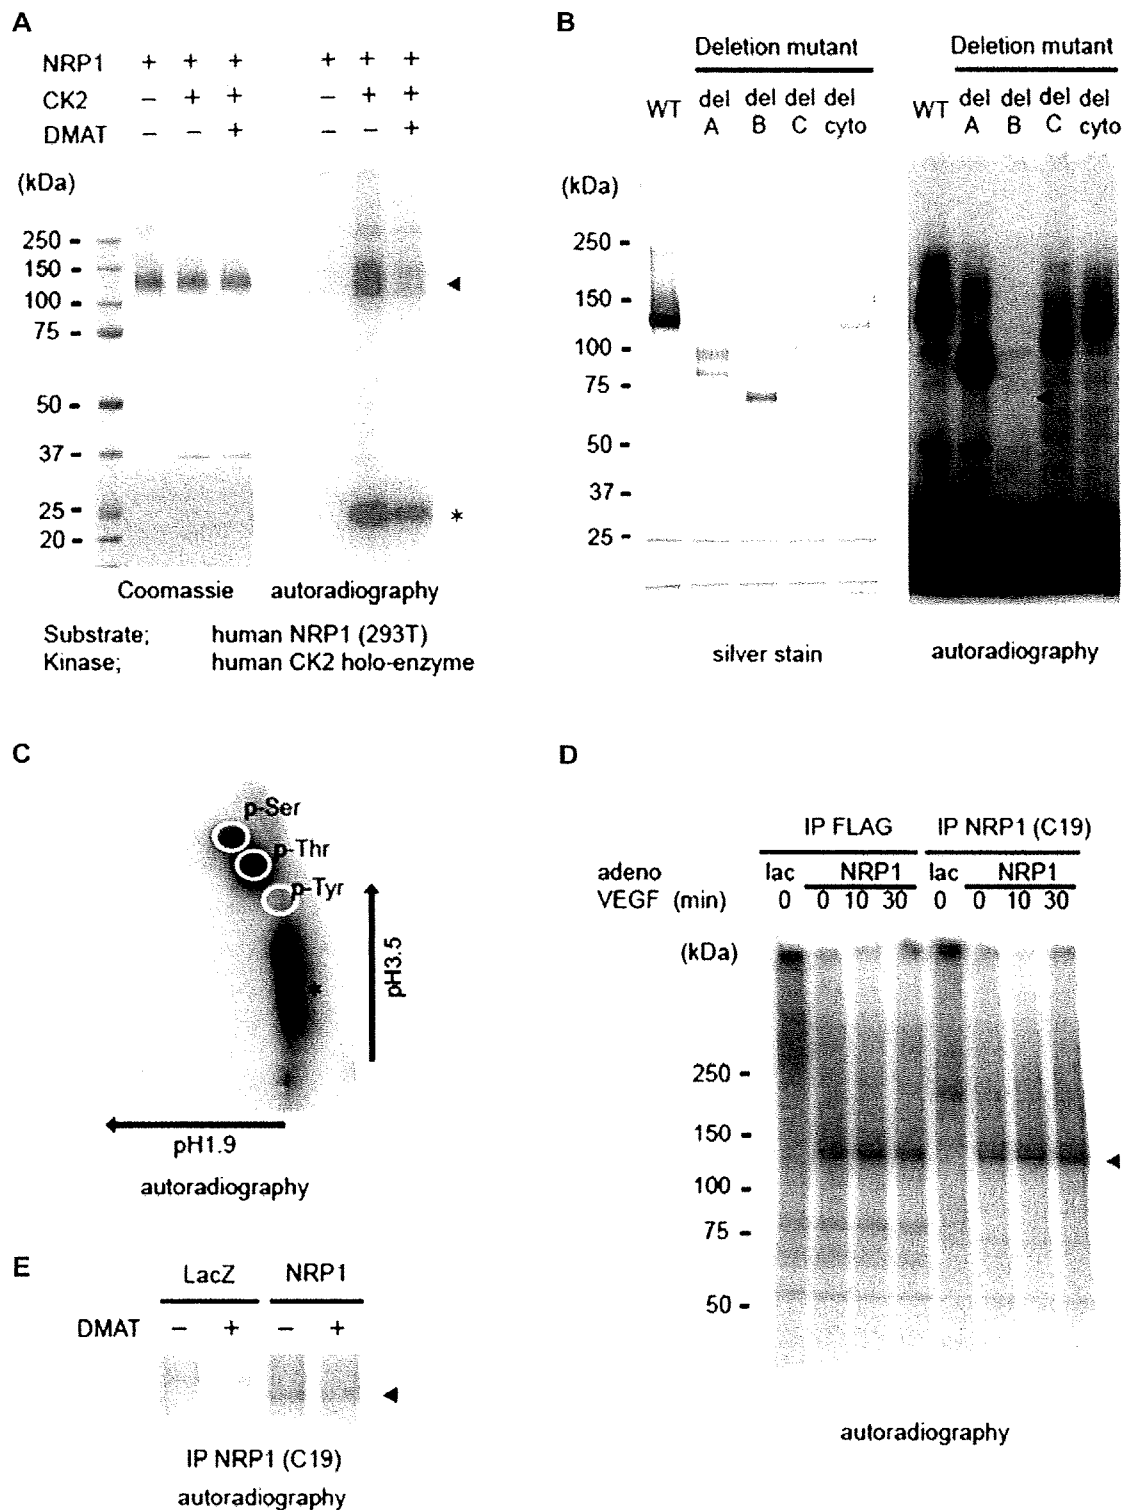 A
NRP1 + + + + + +
CK2 – + + – + +
DMAT – – + – – +
(kDa)
250
150
100
75
50
37
25
20
*
Coomassie autoradiography
Substrate; human NRP1 (293T)
Kinase; human CK2 holo-enzyme
B
Deletion mutant Deletion mutant
WT del A del B del C del cyto WT del A del B del C del cyto
(kDa)
250
150
100
75
50
37
25
silver stain autoradiography
C
p-Ser
p-Thr
p-Tyr
*
pH3.5
pH1.9
autoradiography
D
IP FLAG IP NRP1 (C19)
adeno lac NRP1 lac NRP1
VEGF (min) 0 0 10 30 0 0 10 30
(kDa)
250
150
100
75
50
autoradiography
E
LacZ NRP1
DMAT – + – +
IP NRP1 (C19)
autoradiography